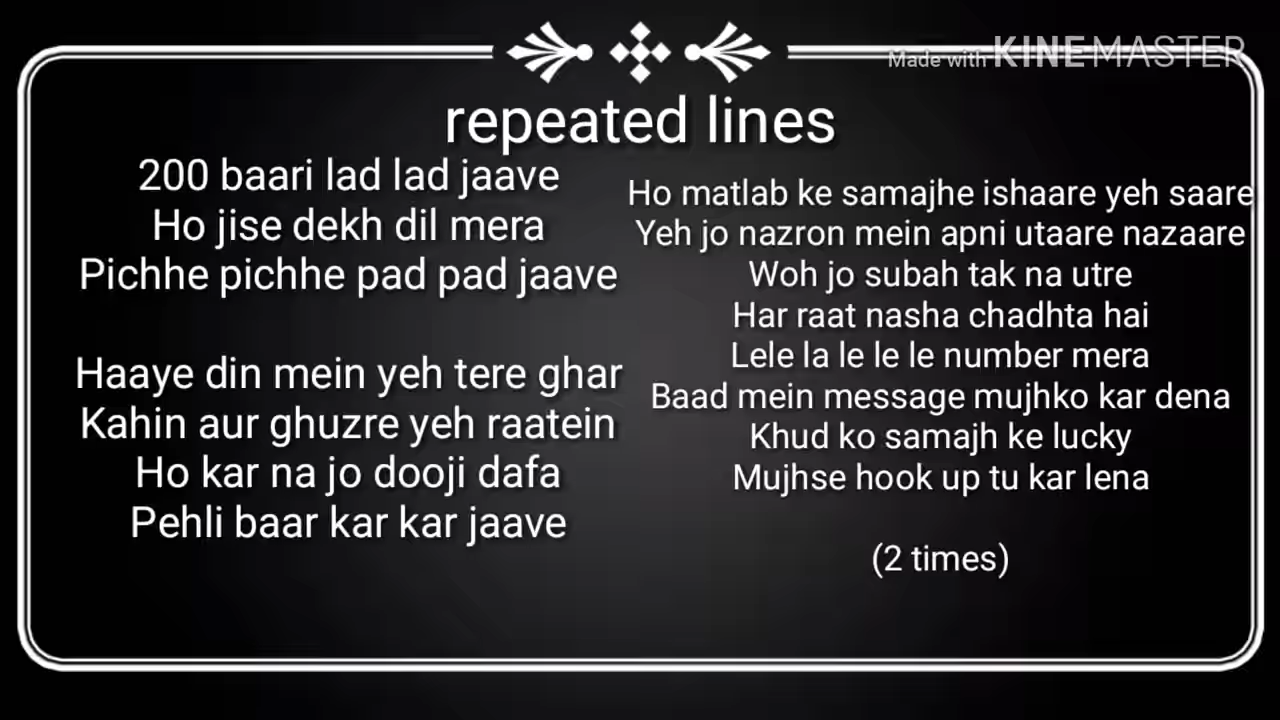 Made with KINEMASTER
repeated lines
200 baari lad lad jaave
Ho jise dekh dil mera
Pichhe pichhe pad pad jaave
Haaye din mein yeh tere ghar
Kahin aur ghuzre yeh raatein
Ho kar na jo dooji dafa
Pehli baar kar kar jaave
Ho matlab ke samajhe ishaare yeh saare
Yeh jo nazron mein apni utaare nazaare
Woh jo subah tak na utre
Har raat nasha chadhta hai
Lele la le le le number mera
Baad mein message mujhko kar dena
Khud ko samajh ke lucky
Mujhse hook up tu kar lena
(2 times)